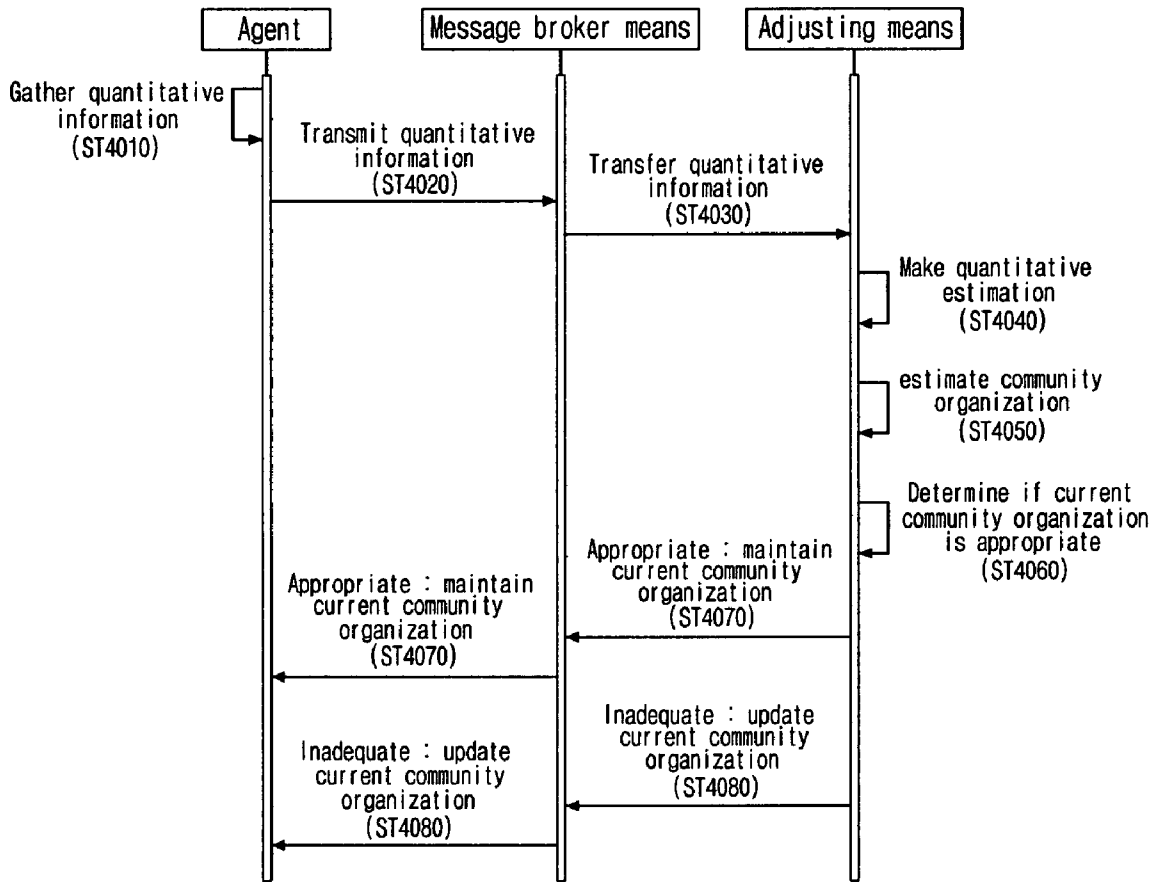 Agent
Message broker means
Adjusting means
Gather quantitative
information
(ST4010)
Transmit quantitative
information
(ST4020)
Transfer quantitative
information
(ST4030)
Make quantitative
estimation
(ST4040)
estimate community
organization
(ST4050)
Determine if current
community organization
is appropriate
(ST4060)
Appropriate : maintain
current community
organization
(ST4070)
Appropriate : maintain
current community
organization
(ST4070)
Inadequate : update
current community
organization
(ST4080)
Inadequate : update
current community
organization
(ST4080)